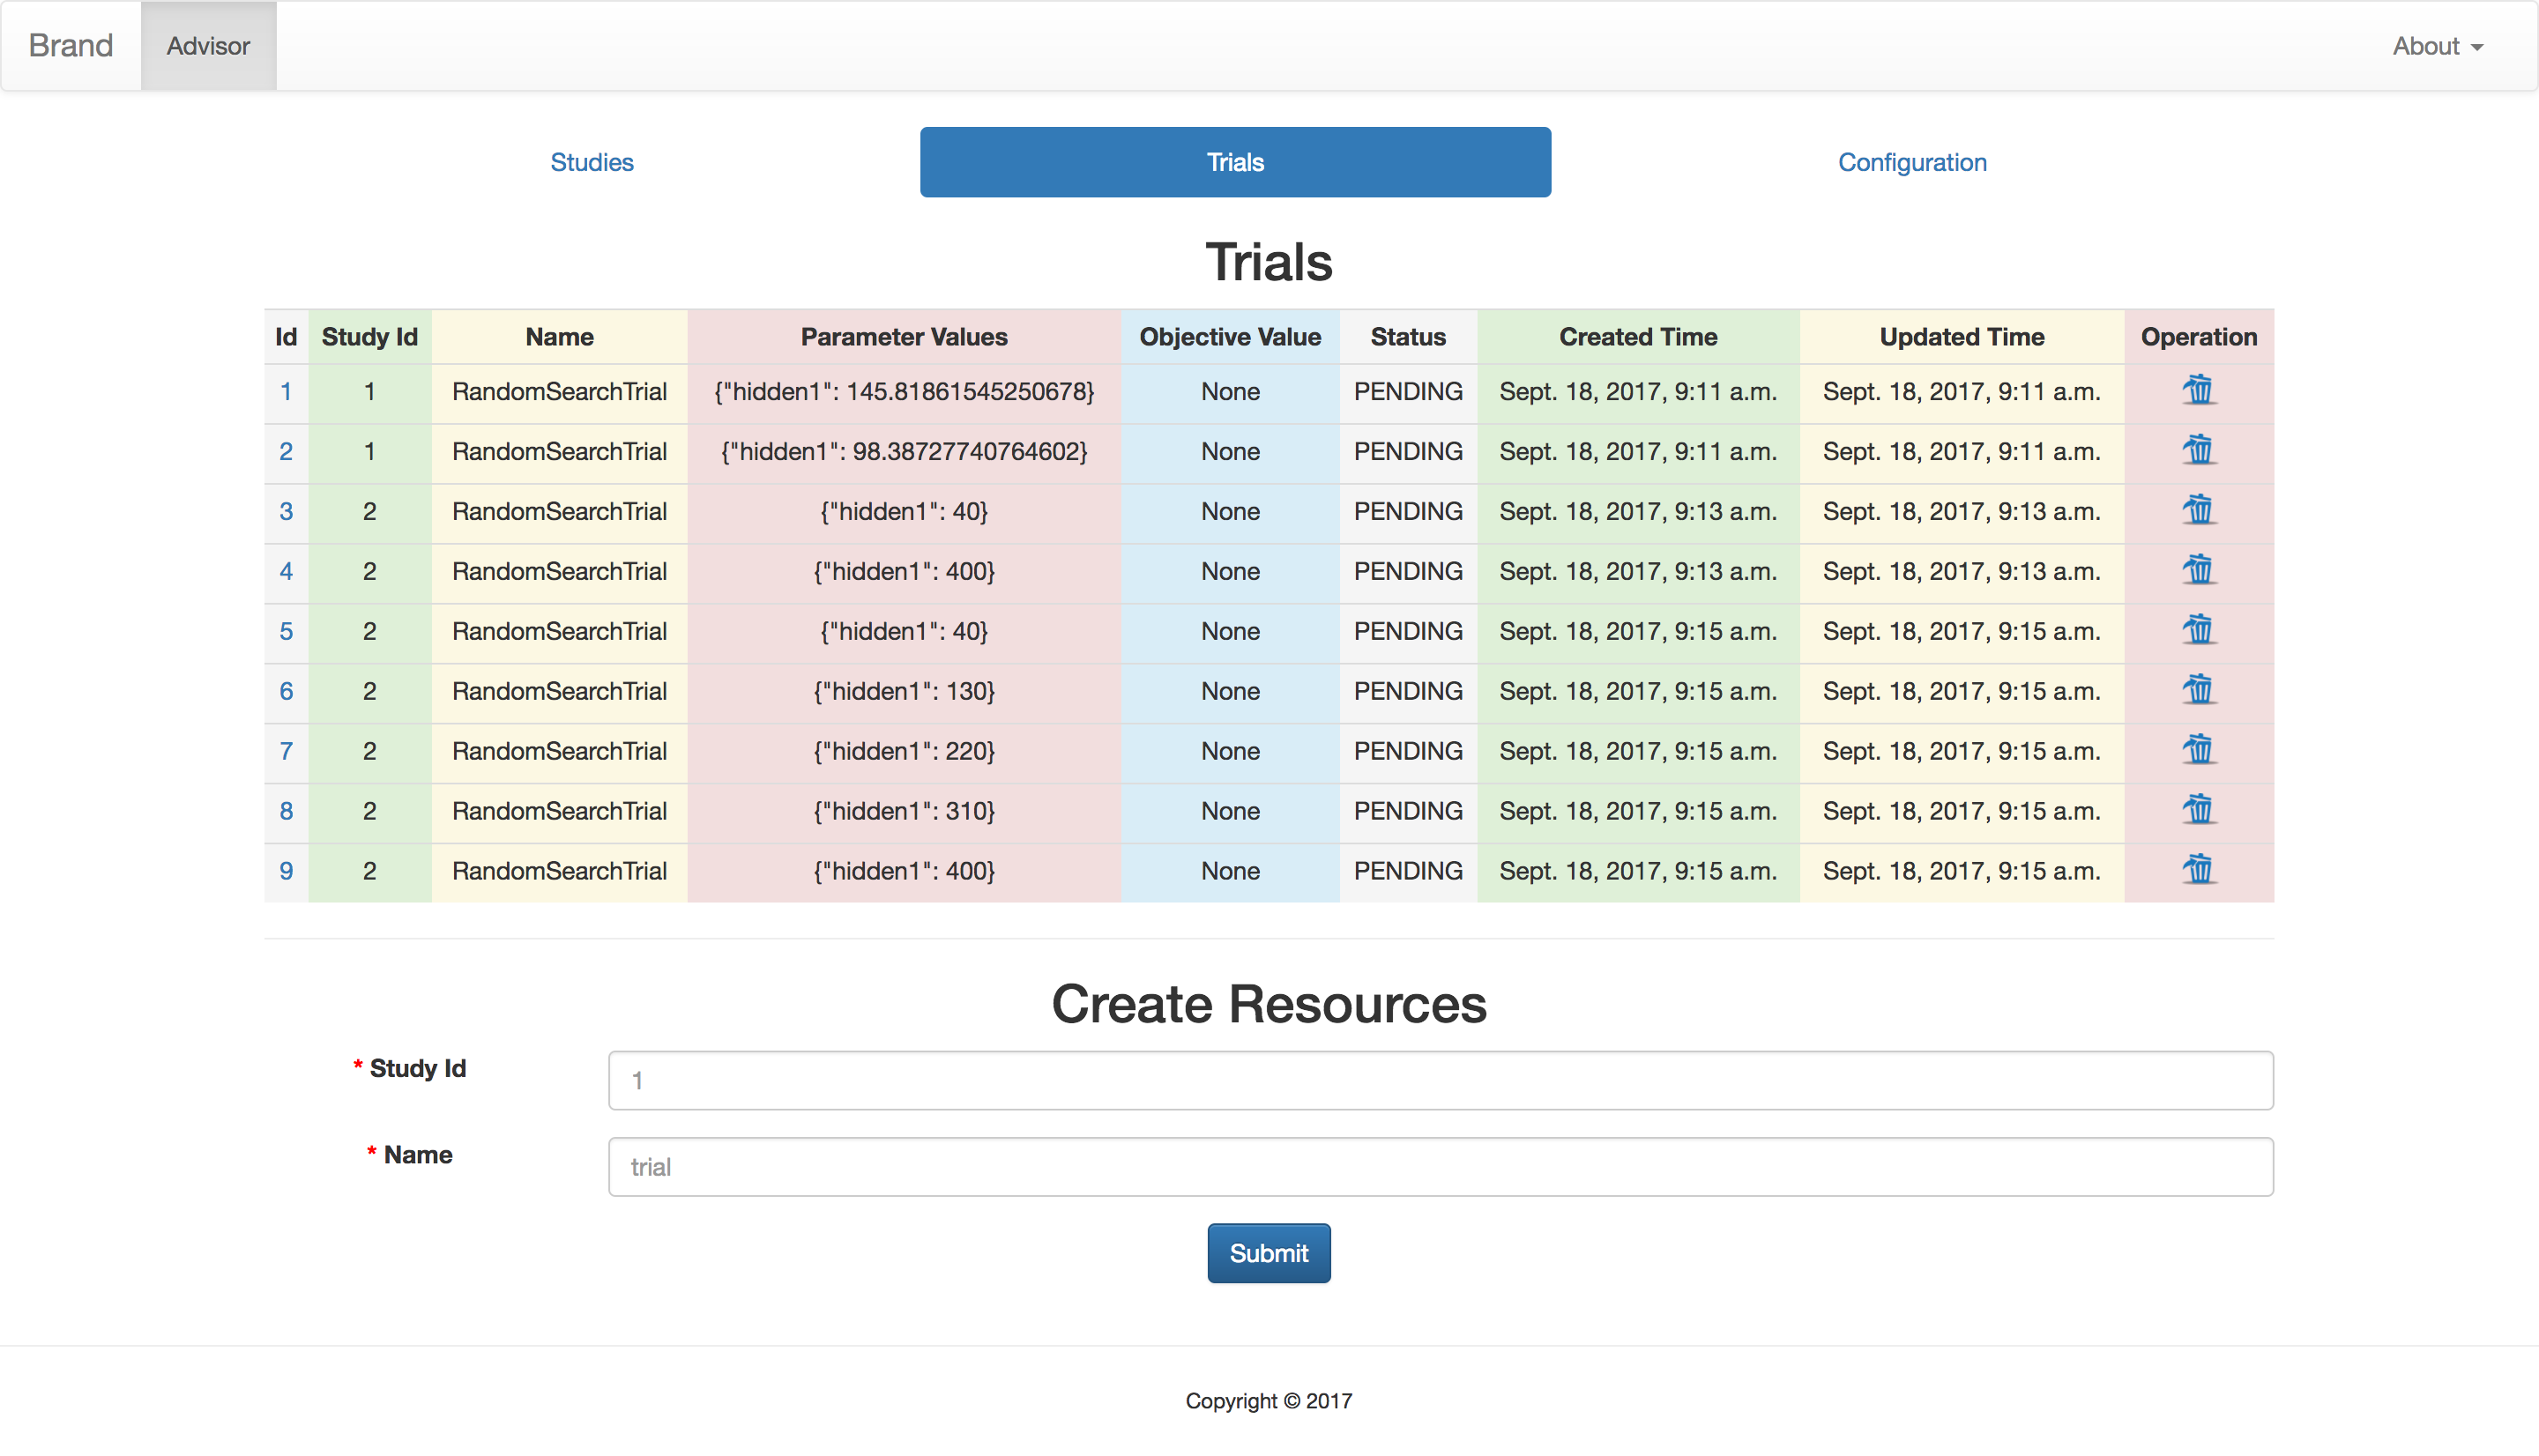 Brand Advisor About
Studies Trials Configuration
Trials
Id Study Id Name Parameter Values Objective Value Status Created Time Updated Time Operation
1 1 RandomSearchTrial {"hidden1": 145.81861545250678} None PENDING Sept. 18, 2017, 9:11 a.m. Sept. 18, 2017, 9:11 a.m.
2 1 RandomSearchTrial {"hidden1": 98.38727740764602} None PENDING Sept. 18, 2017, 9:11 a.m. Sept. 18, 2017, 9:11 a.m.
3 2 RandomSearchTrial {"hidden1": 40} None PENDING Sept. 18, 2017, 9:13 a.m. Sept. 18, 2017, 9:13 a.m.
4 2 RandomSearchTrial {"hidden1": 400} None PENDING Sept. 18, 2017, 9:13 a.m. Sept. 18, 2017, 9:13 a.m.
5 2 RandomSearchTrial {"hidden1": 40} None PENDING Sept. 18, 2017, 9:15 a.m. Sept. 18, 2017, 9:15 a.m.
6 2 RandomSearchTrial {"hidden1": 130} None PENDING Sept. 18, 2017, 9:15 a.m. Sept. 18, 2017, 9:15 a.m.
7 2 RandomSearchTrial {"hidden1": 220} None PENDING Sept. 18, 2017, 9:15 a.m. Sept. 18, 2017, 9:15 a.m.
8 2 RandomSearchTrial {"hidden1": 310} None PENDING Sept. 18, 2017, 9:15 a.m. Sept. 18, 2017, 9:15 a.m.
9 2 RandomSearchTrial {"hidden1": 400} None PENDING Sept. 18, 2017, 9:15 a.m. Sept. 18, 2017, 9:15 a.m.
Create Resources
* Study Id 1
* Name trial
Submit
Copyright © 2017